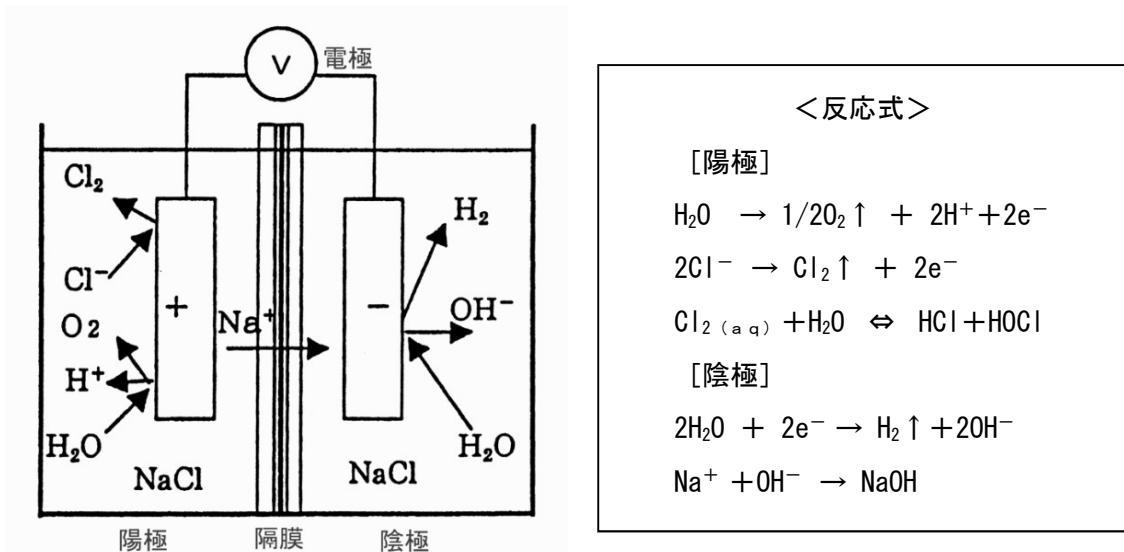 V
電極
Cl₂
Cl⁻
O₂
H⁺
H₂O
NaCl
+
Na⁺
−
H₂
OH⁻
H₂O
NaCl
陽極
隔膜
陰極
＜反応式＞
［陽極］
H₂O → 1/2O₂↑ ＋ 2H⁺＋2e⁻
2Cl⁻ → Cl₂↑ ＋ 2e⁻
Cl₂（ａｑ）＋H₂O ⇔ HCl＋HOCl
［陰極］
2H₂O ＋ 2e⁻ → H₂↑＋2OH⁻
Na⁺ ＋OH⁻ → NaOH